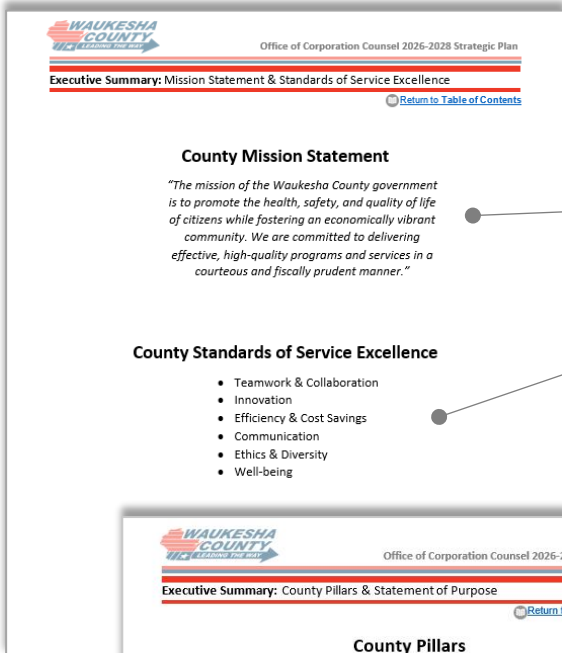 WAUKESHA
COUNTY
LEADING THE WAY
Office of Corporation Counsel 2026-2028 Strategic Plan
Executive Summary: Mission Statement & Standards of Service Excellence
Return to Table of Contents
County Mission Statement
“The mission of the Waukesha County government
is to promote the health, safety, and quality of life
of citizens while fostering an economically vibrant
community. We are committed to delivering
effective, high-quality programs and services in a
courteous and fiscally prudent manner.”
County Standards of Service Excellence
• Teamwork & Collaboration
• Innovation
• Efficiency & Cost Savings
• Communication
• Ethics & Diversity
• Well-being
WAUKESHA
COUNTY
LEADING THE WAY
Office of Corporation Counsel 2026-2
Executive Summary: County Pillars & Statement of Purpose
Return
County Pillars